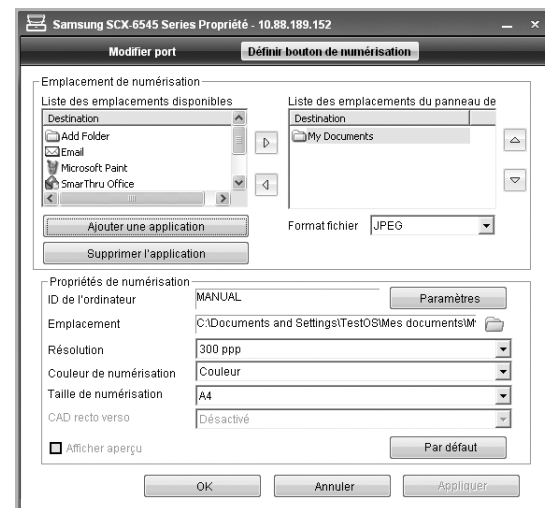 Samsung SCX-6545 Series Propriété - 10.88.189.152
Modifier port
Définir bouton de numérisation
Emplacement de numérisation
Liste des emplacements disponibles
Destination
Add Folder
Email
Microsoft Paint
SmarThru Office
Ajouter une application
Supprimer l'application
Liste des emplacements du panneau de
Destination
My Documents
Format fichier JPEG
Propriétés de numérisation
ID de l'ordinateur MANUAL Paramètres
Emplacement C:\Documents and Settings\TestOS\Mes documents\M
Résolution 300 ppp
Couleur de numérisation Couleur
Taille de numérisation A4
CAD recto verso Désactivé
Afficher aperçu Par défaut
OK Annuler Appliquer